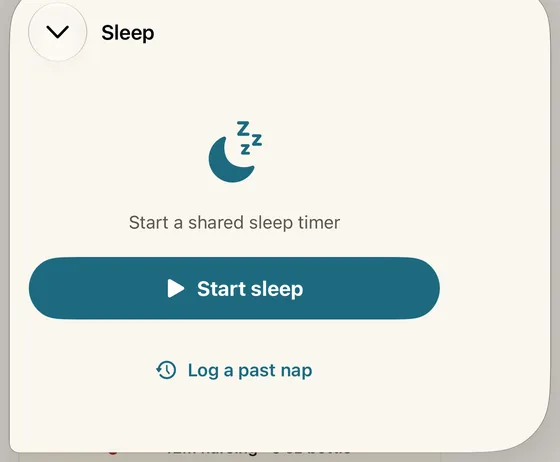 Sleep
z z z
Start a shared sleep timer
Start sleep
Log a past nap